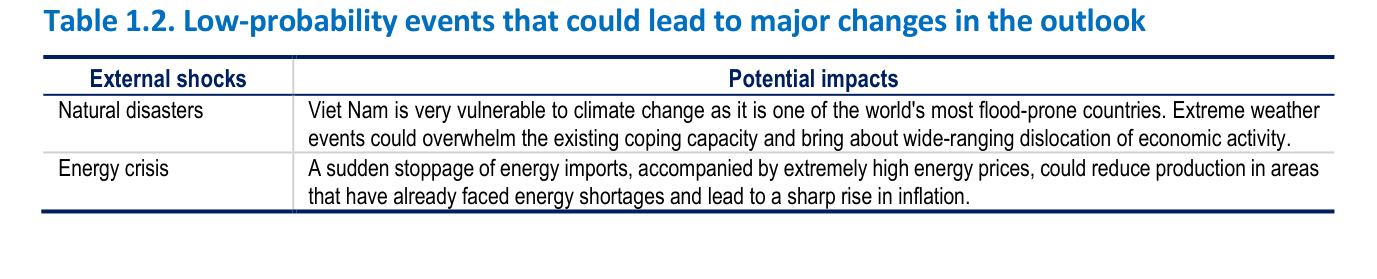 Table 1.2. Low-probability events that could lead to major changes in the outlook
External shocks
Potential impacts
Natural disasters
Viet Nam is very vulnerable to climate change as it is one of the world's most flood-prone countries. Extreme weather
events could overwhelm the existing coping capacity and bring about wide-ranging dislocation of economic activity.
Energy crisis
A sudden stoppage of energy imports, accompanied by extremely high energy prices, could reduce production in areas
that have already faced energy shortages and lead to a sharp rise in inflation.